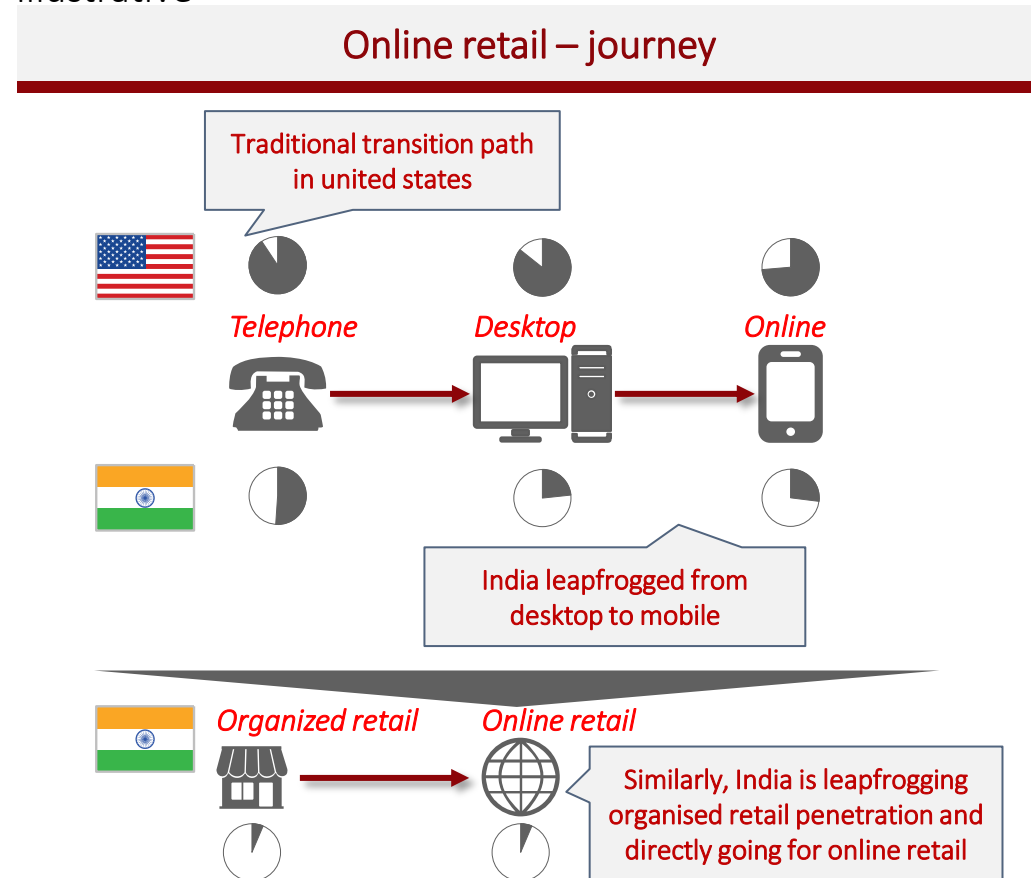 Online retail – journey
Traditional transition path
in united states
Telephone
Desktop
Online
India leapfrogged from
desktop to mobile
Organized retail
Online retail
Similarly, India is leapfrogging
organised retail penetration and
directly going for online retail